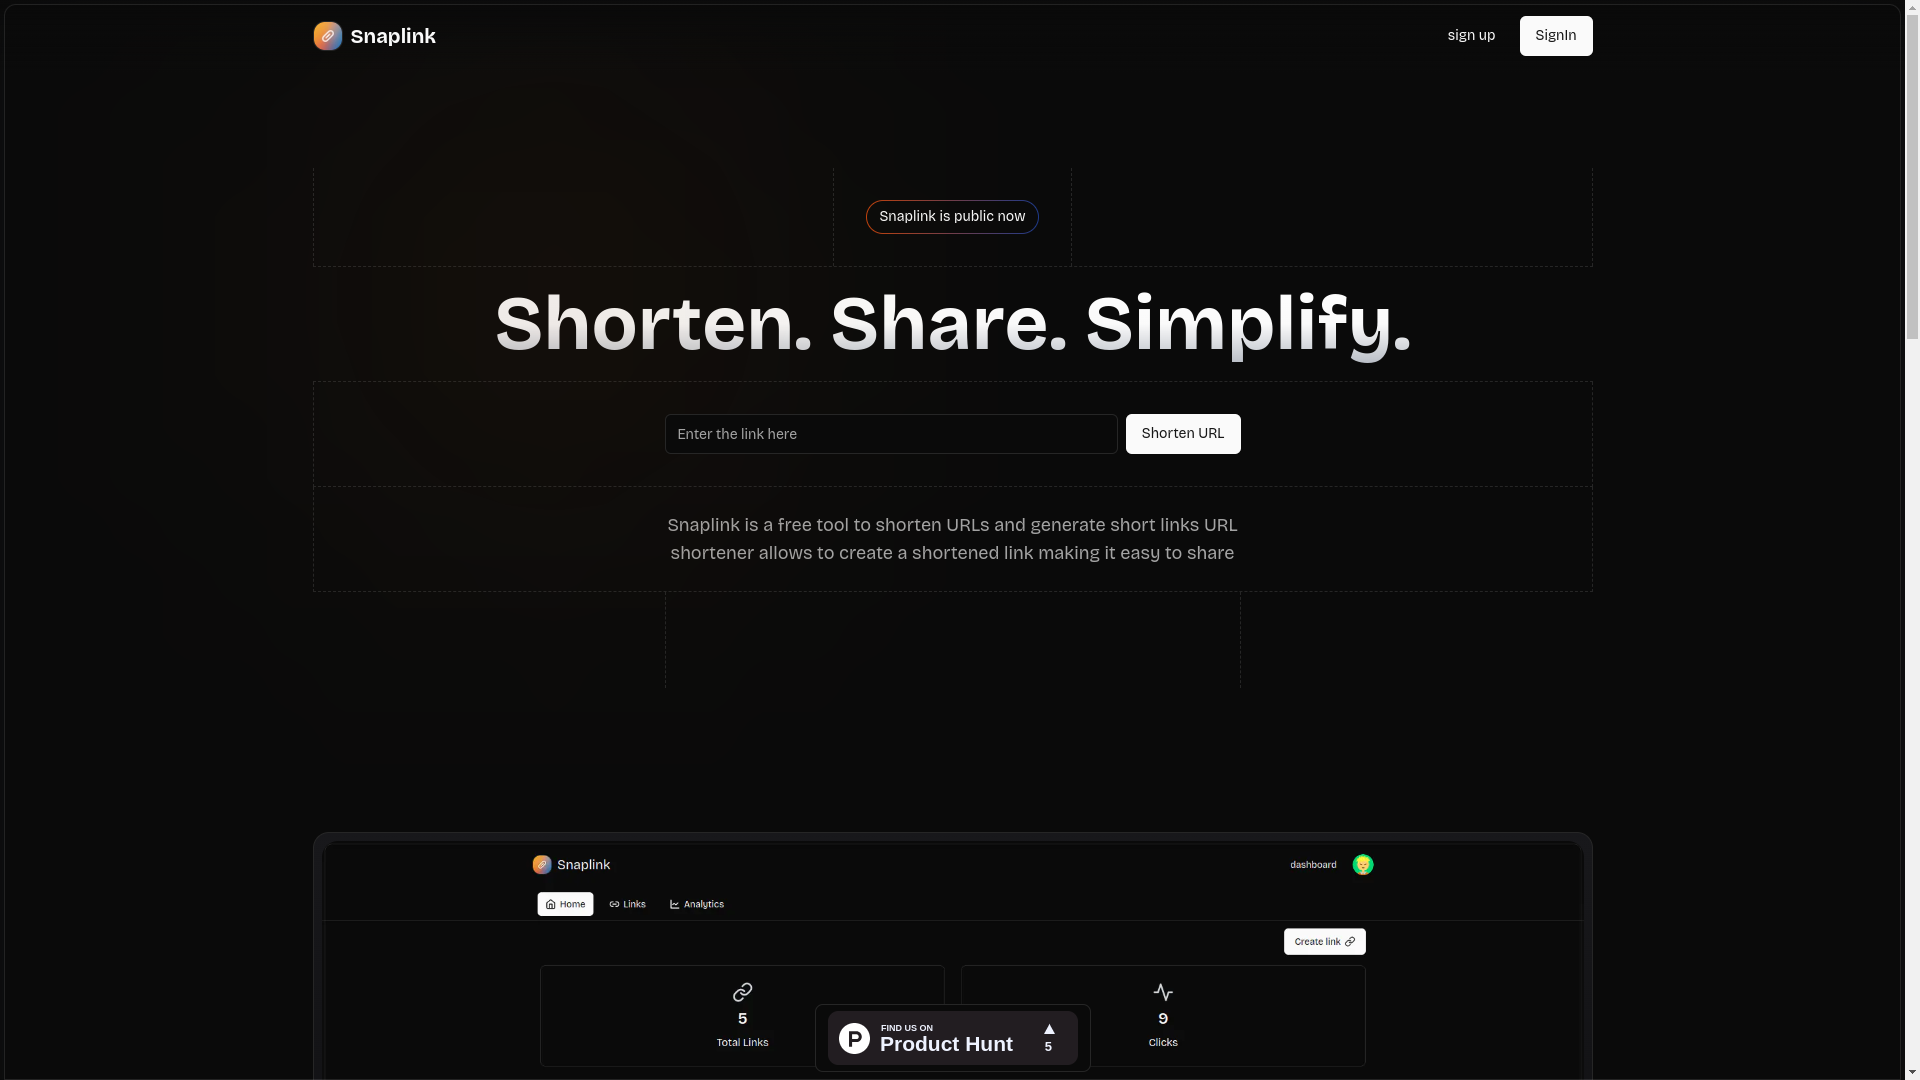 Snaplink
sign up
SignIn
Snaplink is public now
Shorten. Share. Simplify.
Enter the link here
Shorten URL
Snaplink is a free tool to shorten URLs and generate short links URL
shortener allows to create a shortened link making it easy to share
Snaplink
dashboard
Home
Links
Analytics
Create link
5
Total Links
9
Clicks
P
FIND US ON
Product Hunt
5